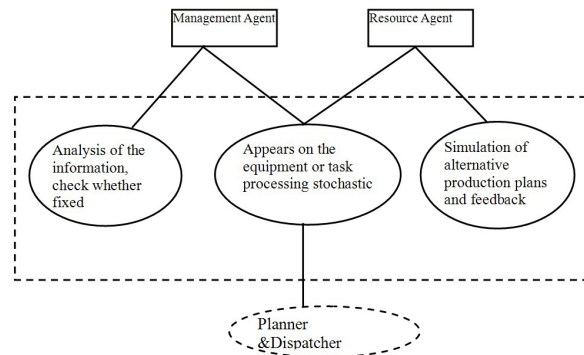 Management Agent
Resource Agent
Analysis of the
information,
check whether
fixed
Appears on the
equipment or task
processing stochastic
Simulation of
alternative
production plans
and feedback
Planner
&Dispatcher